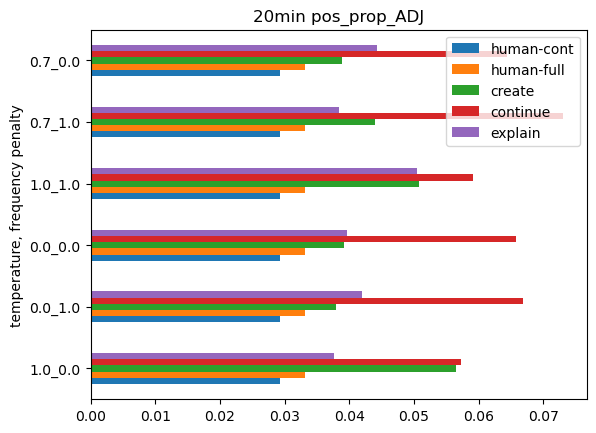 20min pos_prop_ADJ
temperature, frequency penalty
0.7_0.0
0.7_1.0
1.0_1.0
0.0_0.0
0.0_1.0
1.0_0.0
human-cont
human-full
create
continue
explain
0.00 0.01 0.02 0.03 0.04 0.05 0.06 0.07